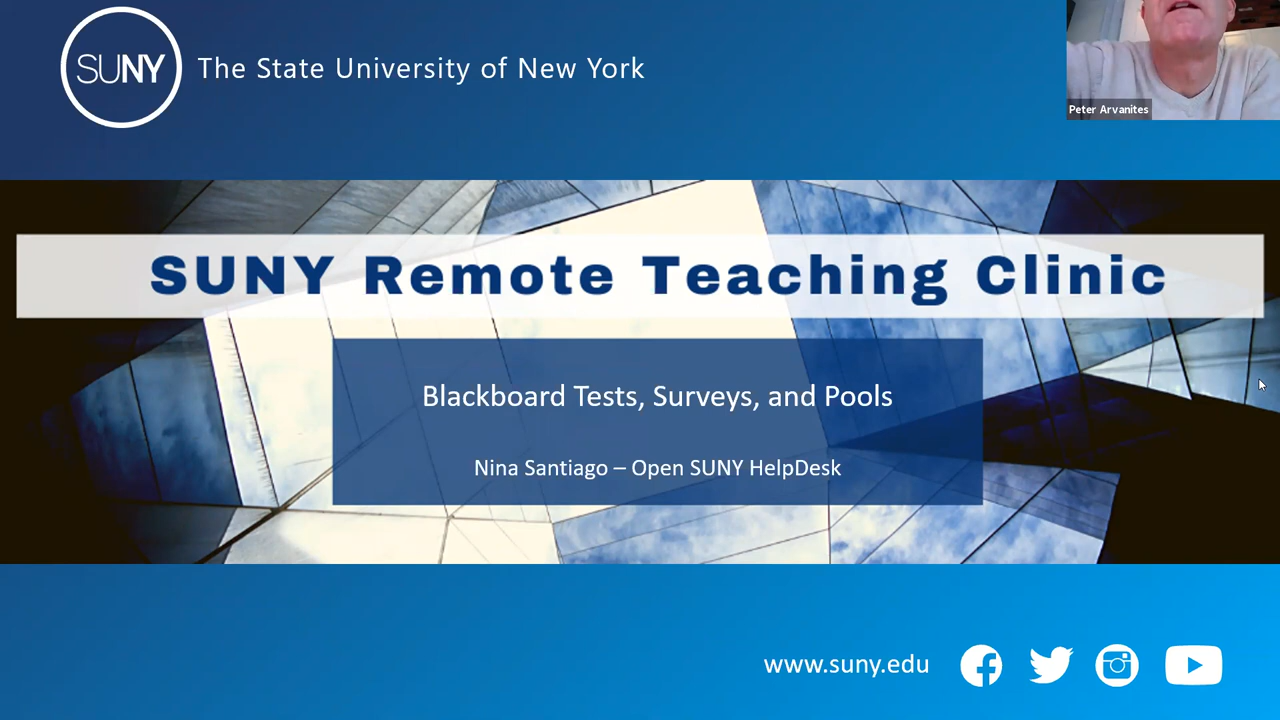 SUNY
The State University of New York
Peter Arvanites
SUNY Remote Teaching Clinic
Blackboard Tests, Surveys, and Pools
Nina Santiago – Open SUNY HelpDesk
www.suny.edu